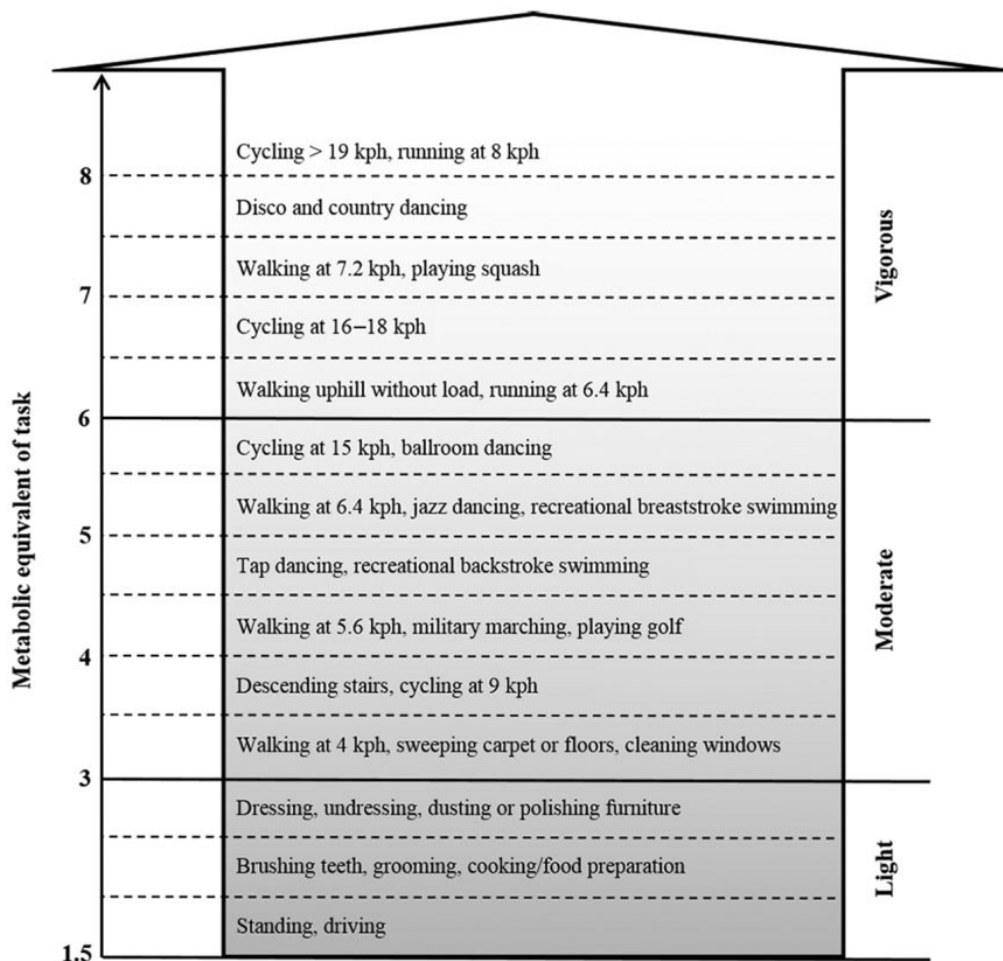 Cycling > 19 kph, running at 8 kph
8
Disco and country dancing
Walking at 7.2 kph, playing squash
7
Cycling at 16–18 kph
Walking uphill without load, running at 6.4 kph
Vigorous
6
Cycling at 15 kph, ballroom dancing
Walking at 6.4 kph, jazz dancing, recreational breaststroke swimming
5
Tap dancing, recreational backstroke swimming
Walking at 5.6 kph, military marching, playing golf
4
Descending stairs, cycling at 9 kph
Walking at 4 kph, sweeping carpet or floors, cleaning windows
Moderate
3
Dressing, undressing, dusting or polishing furniture
Brushing teeth, grooming, cooking/food preparation
Standing, driving
Light
1.5
Metabolic equivalent of task